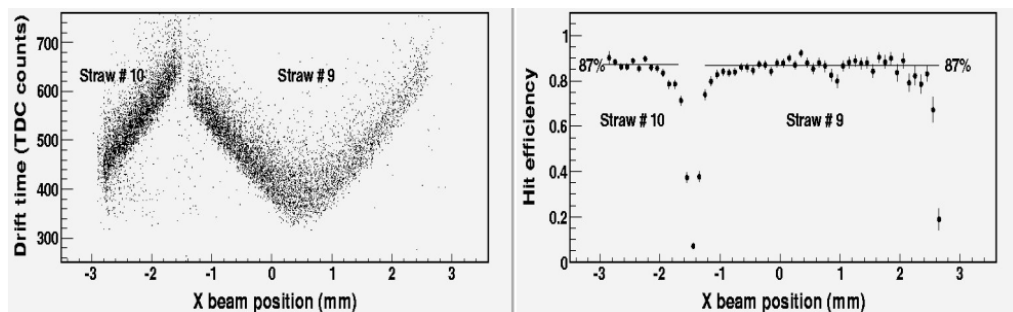 Drift time (TDC counts)
700
600
500
400
300
Straw # 10
Straw # 9
-3 -2 -1 0 1 2 3
X beam position (mm)
Hit efficiency
1
0.8
0.6
0.4
0.2
0
87%
87%
Straw # 10
Straw # 9
-3 -2 -1 0 1 2 3
X beam position (mm)